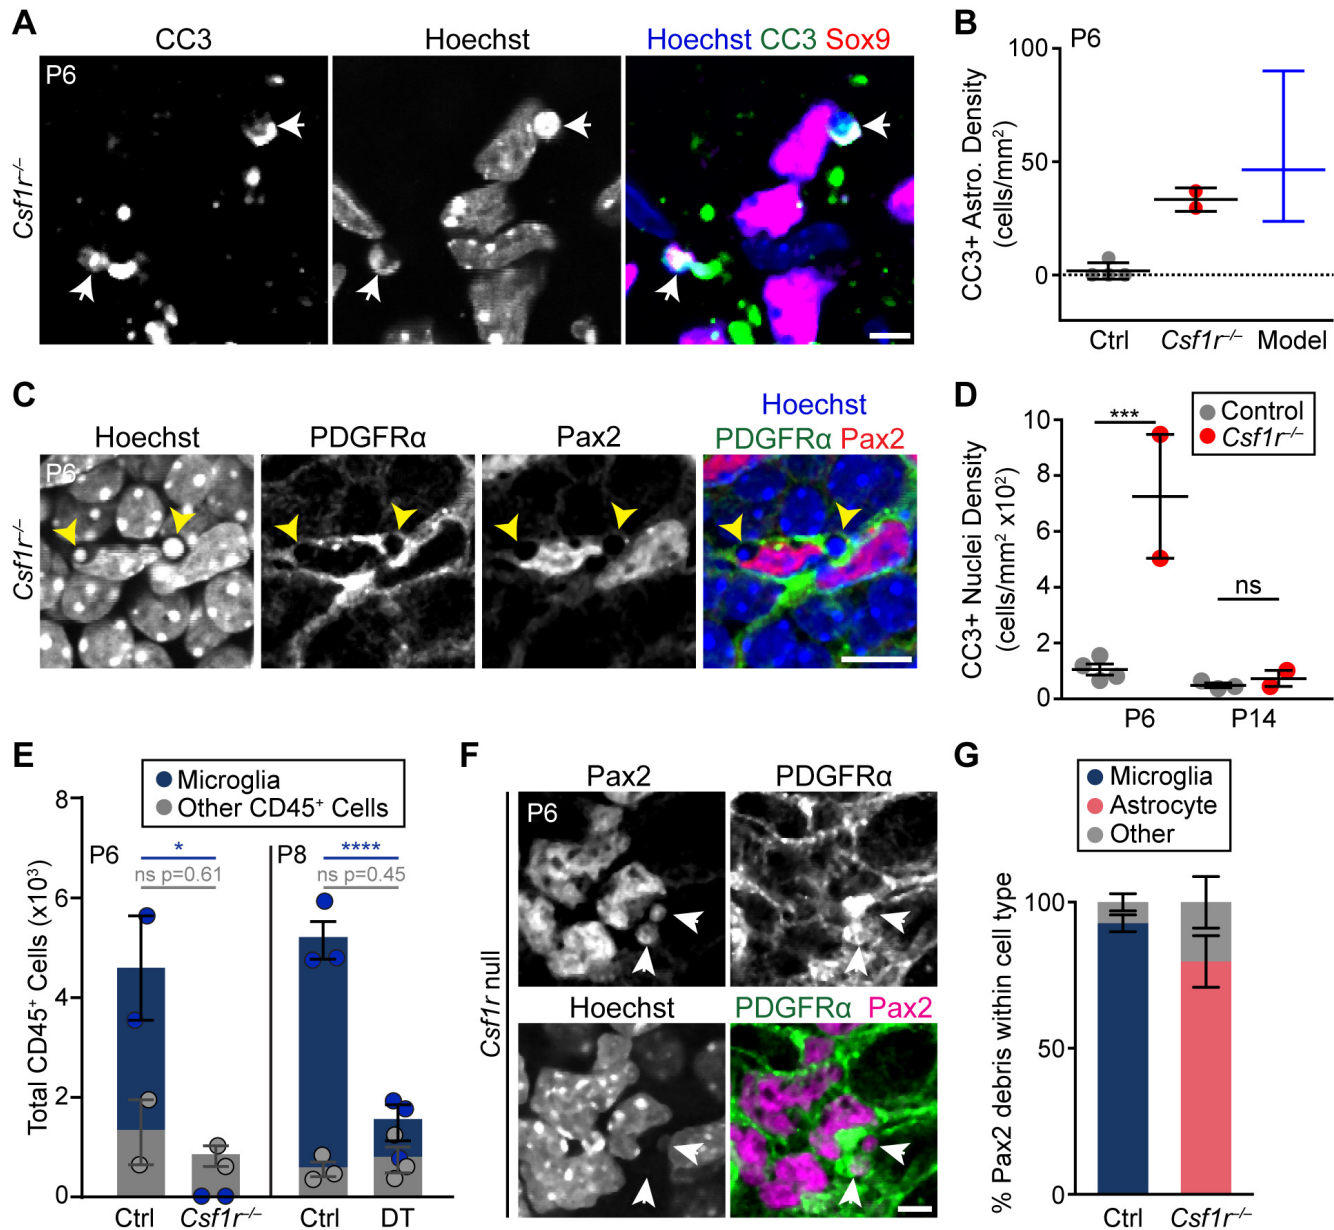 A
CC3
Hoechst
Hoechst CC3 Sox9
P6
Csf1r–/–
B
P6
CC3+ Astro. Density
(cells/mm2)
100
50
0
Ctrl
Csf1r–/–
Model
C
Hoechst
PDGFRα
Pax2
Hoechst
PDGFRα Pax2
P6
Csf1r–/–
D
Control
Csf1r–/–
CC3+ Nuclei Density
(cells/mm2 x102)
10
8
6
4
2
0
***
ns
P6
P14
E
Microglia
Other CD45+ Cells
Total CD45+ Cells (x103)
8
6
4
2
0
P6
*
ns p=0.61
P8
****
ns p=0.45
Ctrl
Csf1r–/–
Ctrl
DT
F
Pax2
PDGFRα
P6
Csf1r null
Hoechst
PDGFRα Pax2
G
Microglia
Astrocyte
Other
% Pax2 debris within cell type
100
50
0
Ctrl
Csf1r–/–